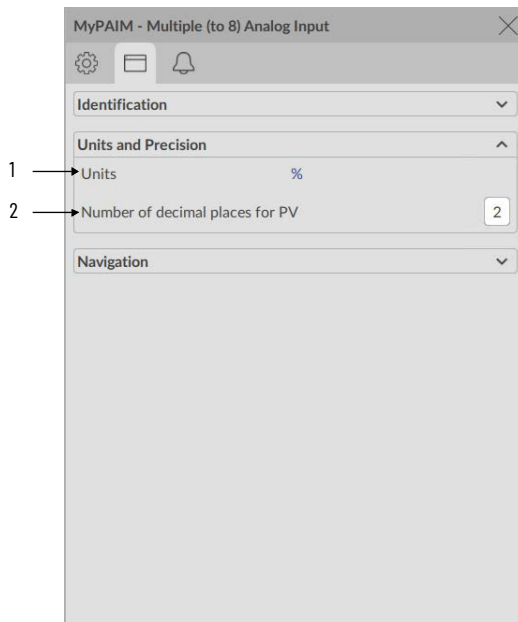 MyPAIM - Multiple (to 8) Analog Input
Identification
Units and Precision
1 Units %
2 Number of decimal places for PV 2
Navigation